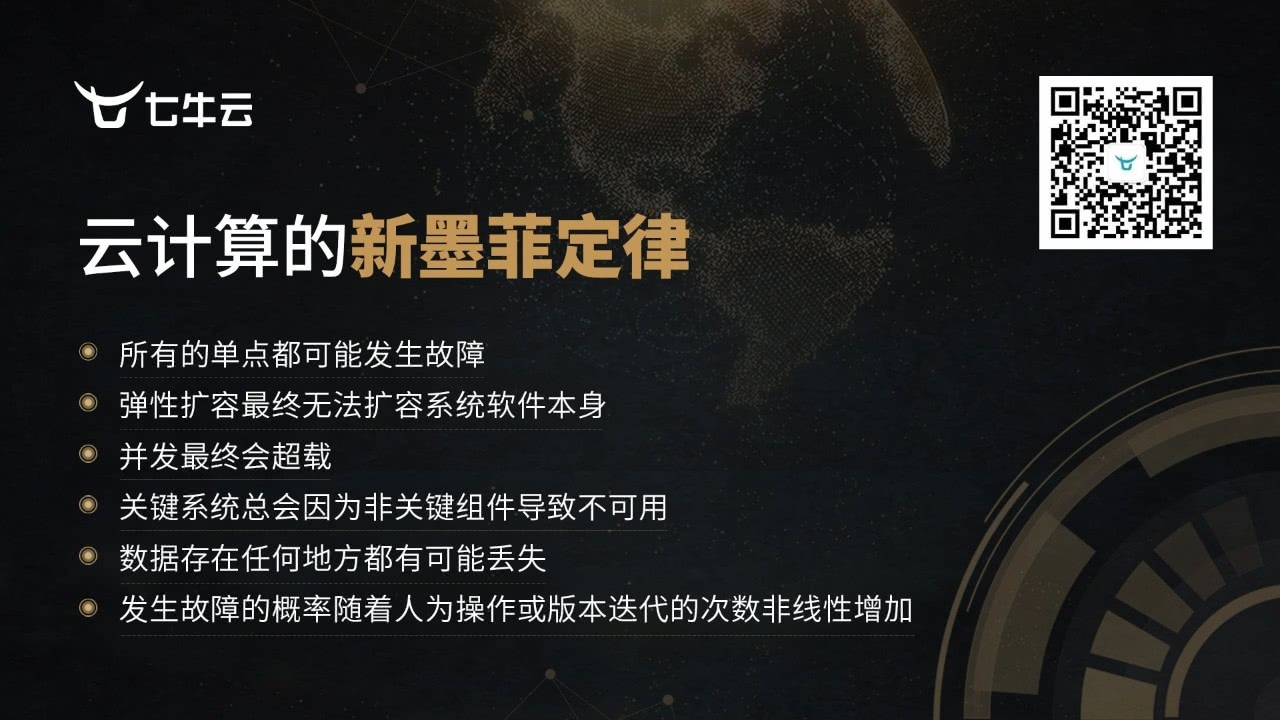 七牛云
云计算的新墨菲定律
所有的单点都可能发生故障
弹性扩容最终无法扩容系统软件本身
并发最终会超载
关键系统总会因为非关键组件导致不可用
数据存在任何地方都有可能丢失
发生故障的概率随着人为操作或版本迭代的次数非线性增加